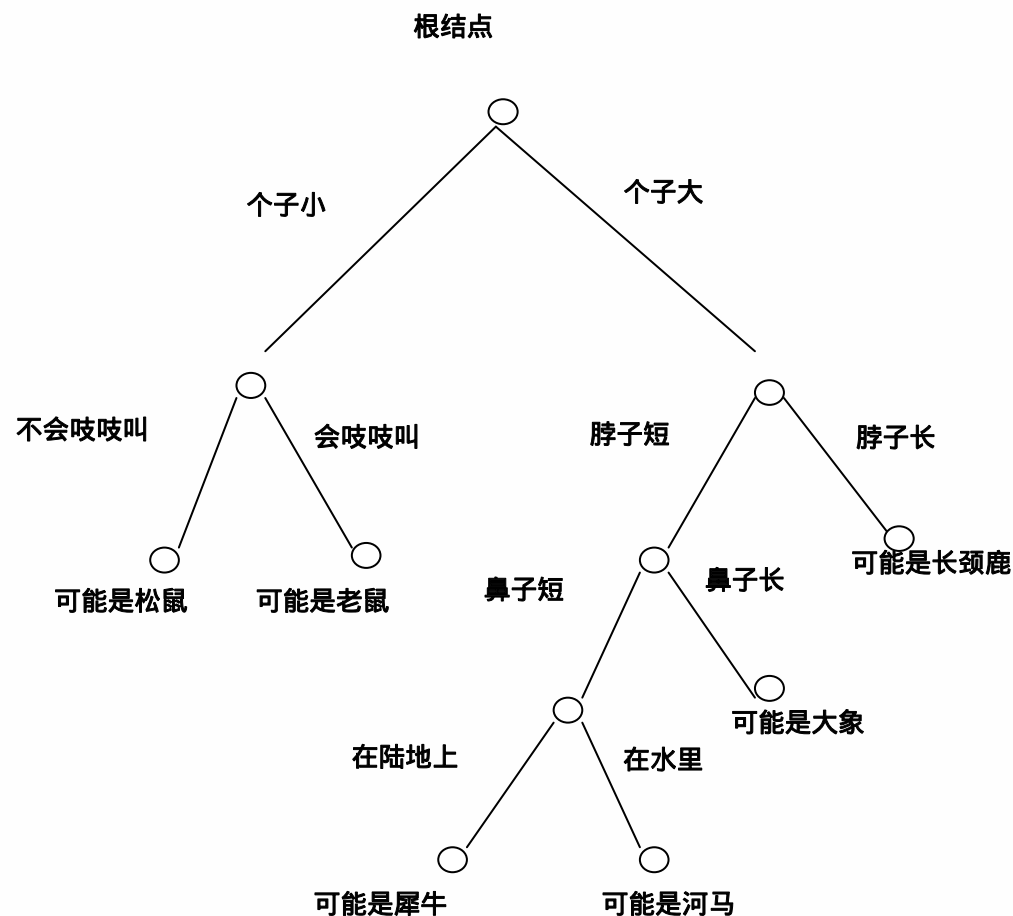 根结点
个子小
个子大
不会吱吱叫
会吱吱叫
脖子短
脖子长
可能是松鼠
可能是老鼠
鼻子短
鼻子长
可能是长颈鹿
可能是大象
在陆地上
在水里
可能是犀牛
可能是河马